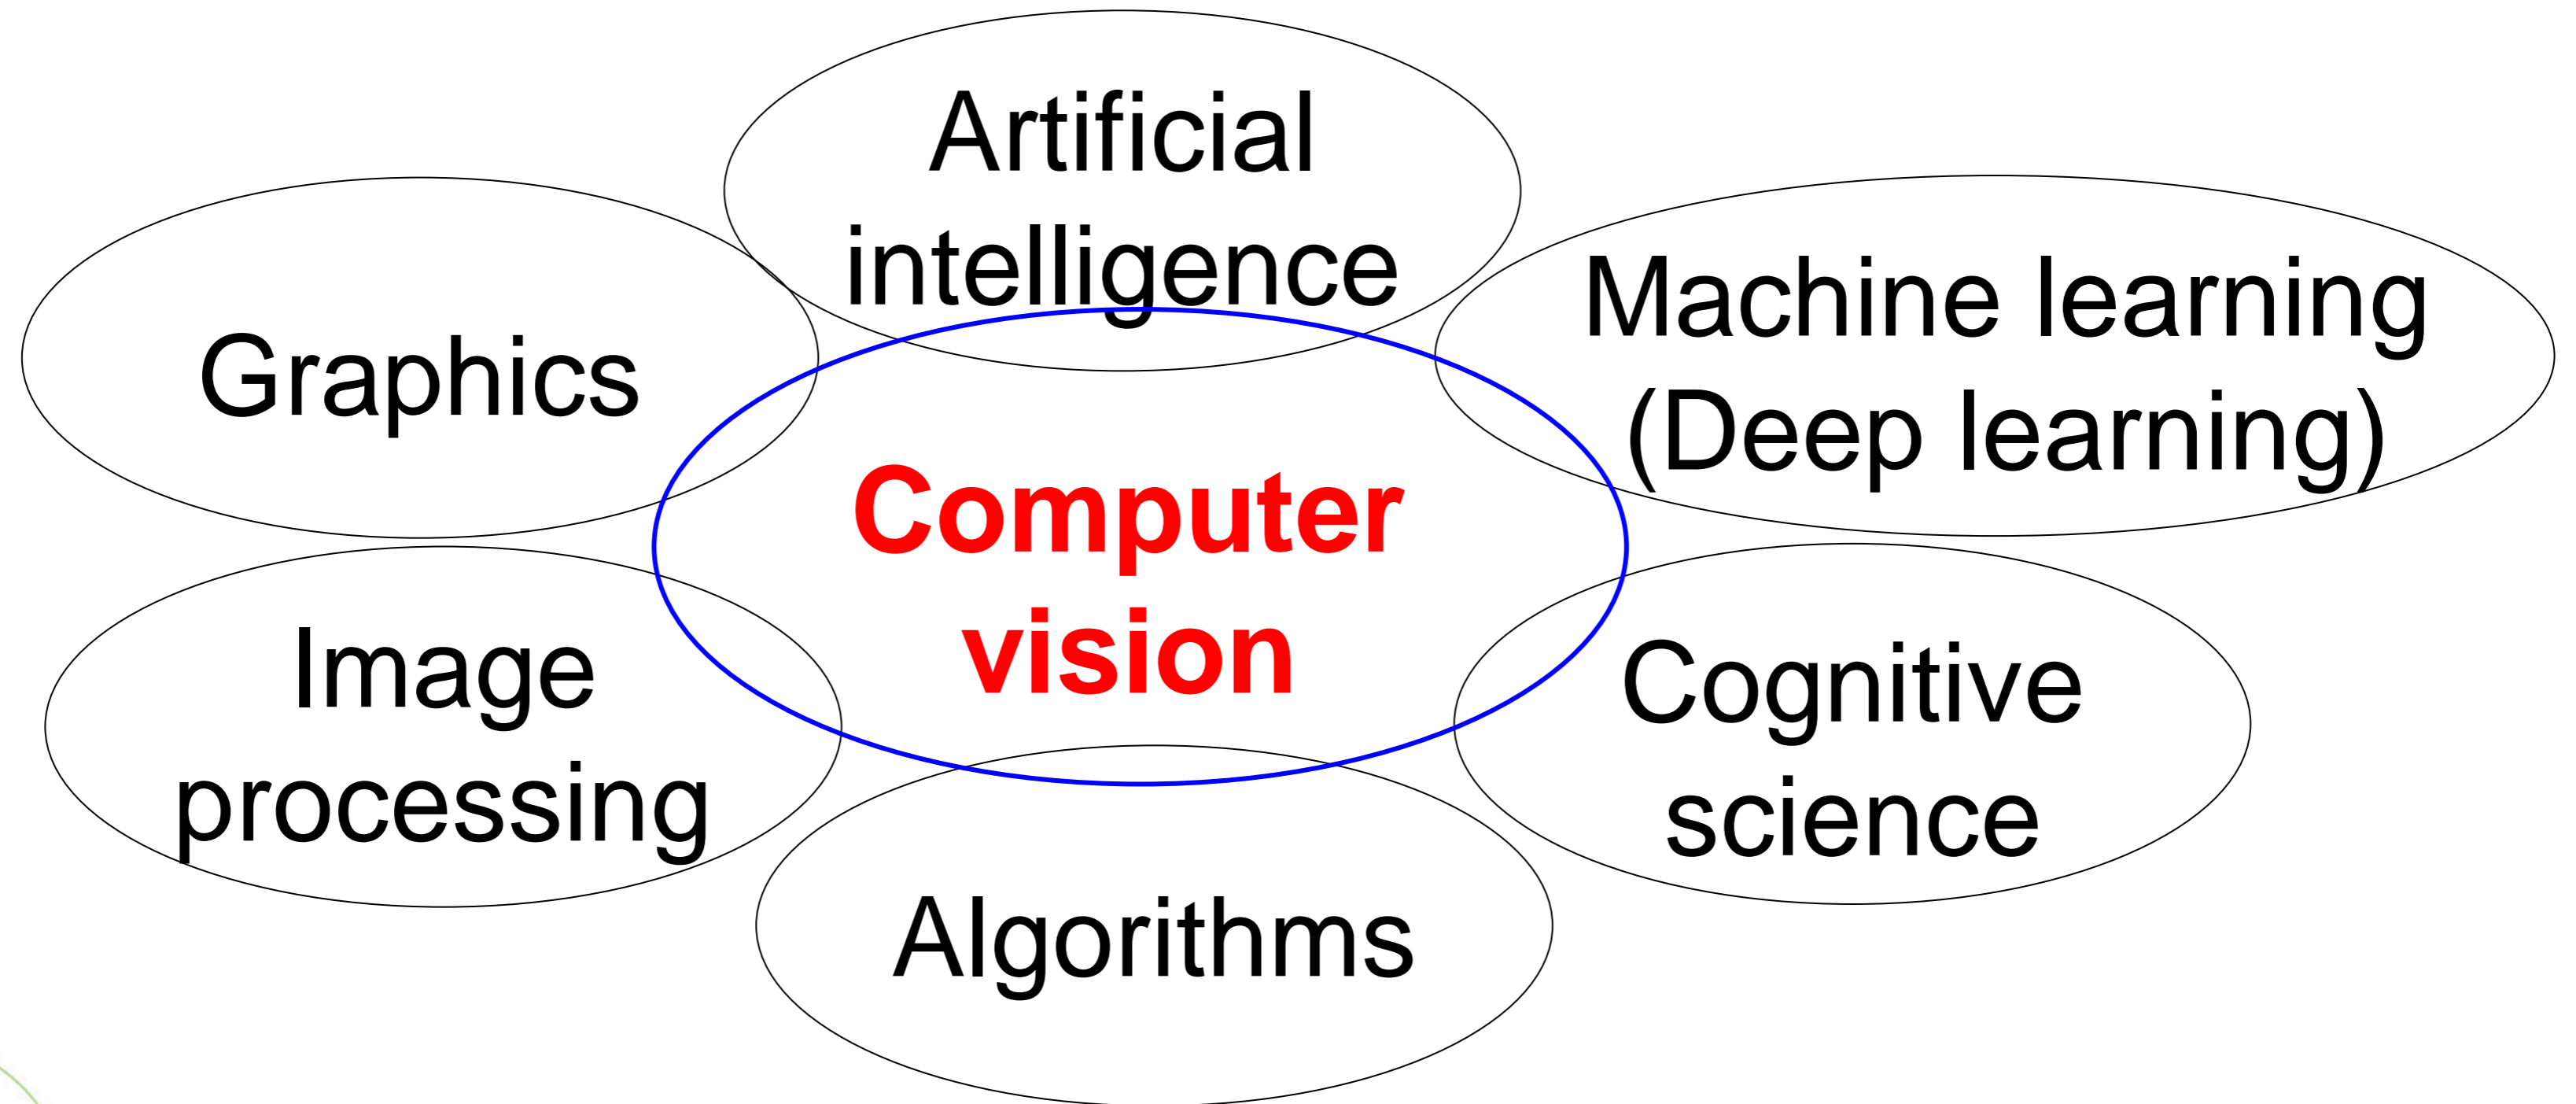 Artificial
intelligence
Graphics
Machine learning
(Deep learning)
Computer
vision
Image
processing
Cognitive
science
Algorithms